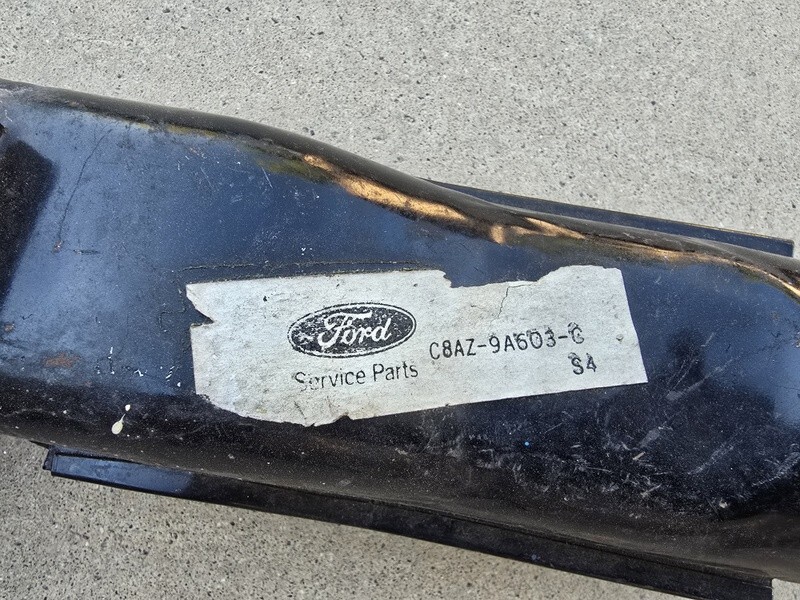 Ford
Service Parts C8AZ-9A603-C
S4